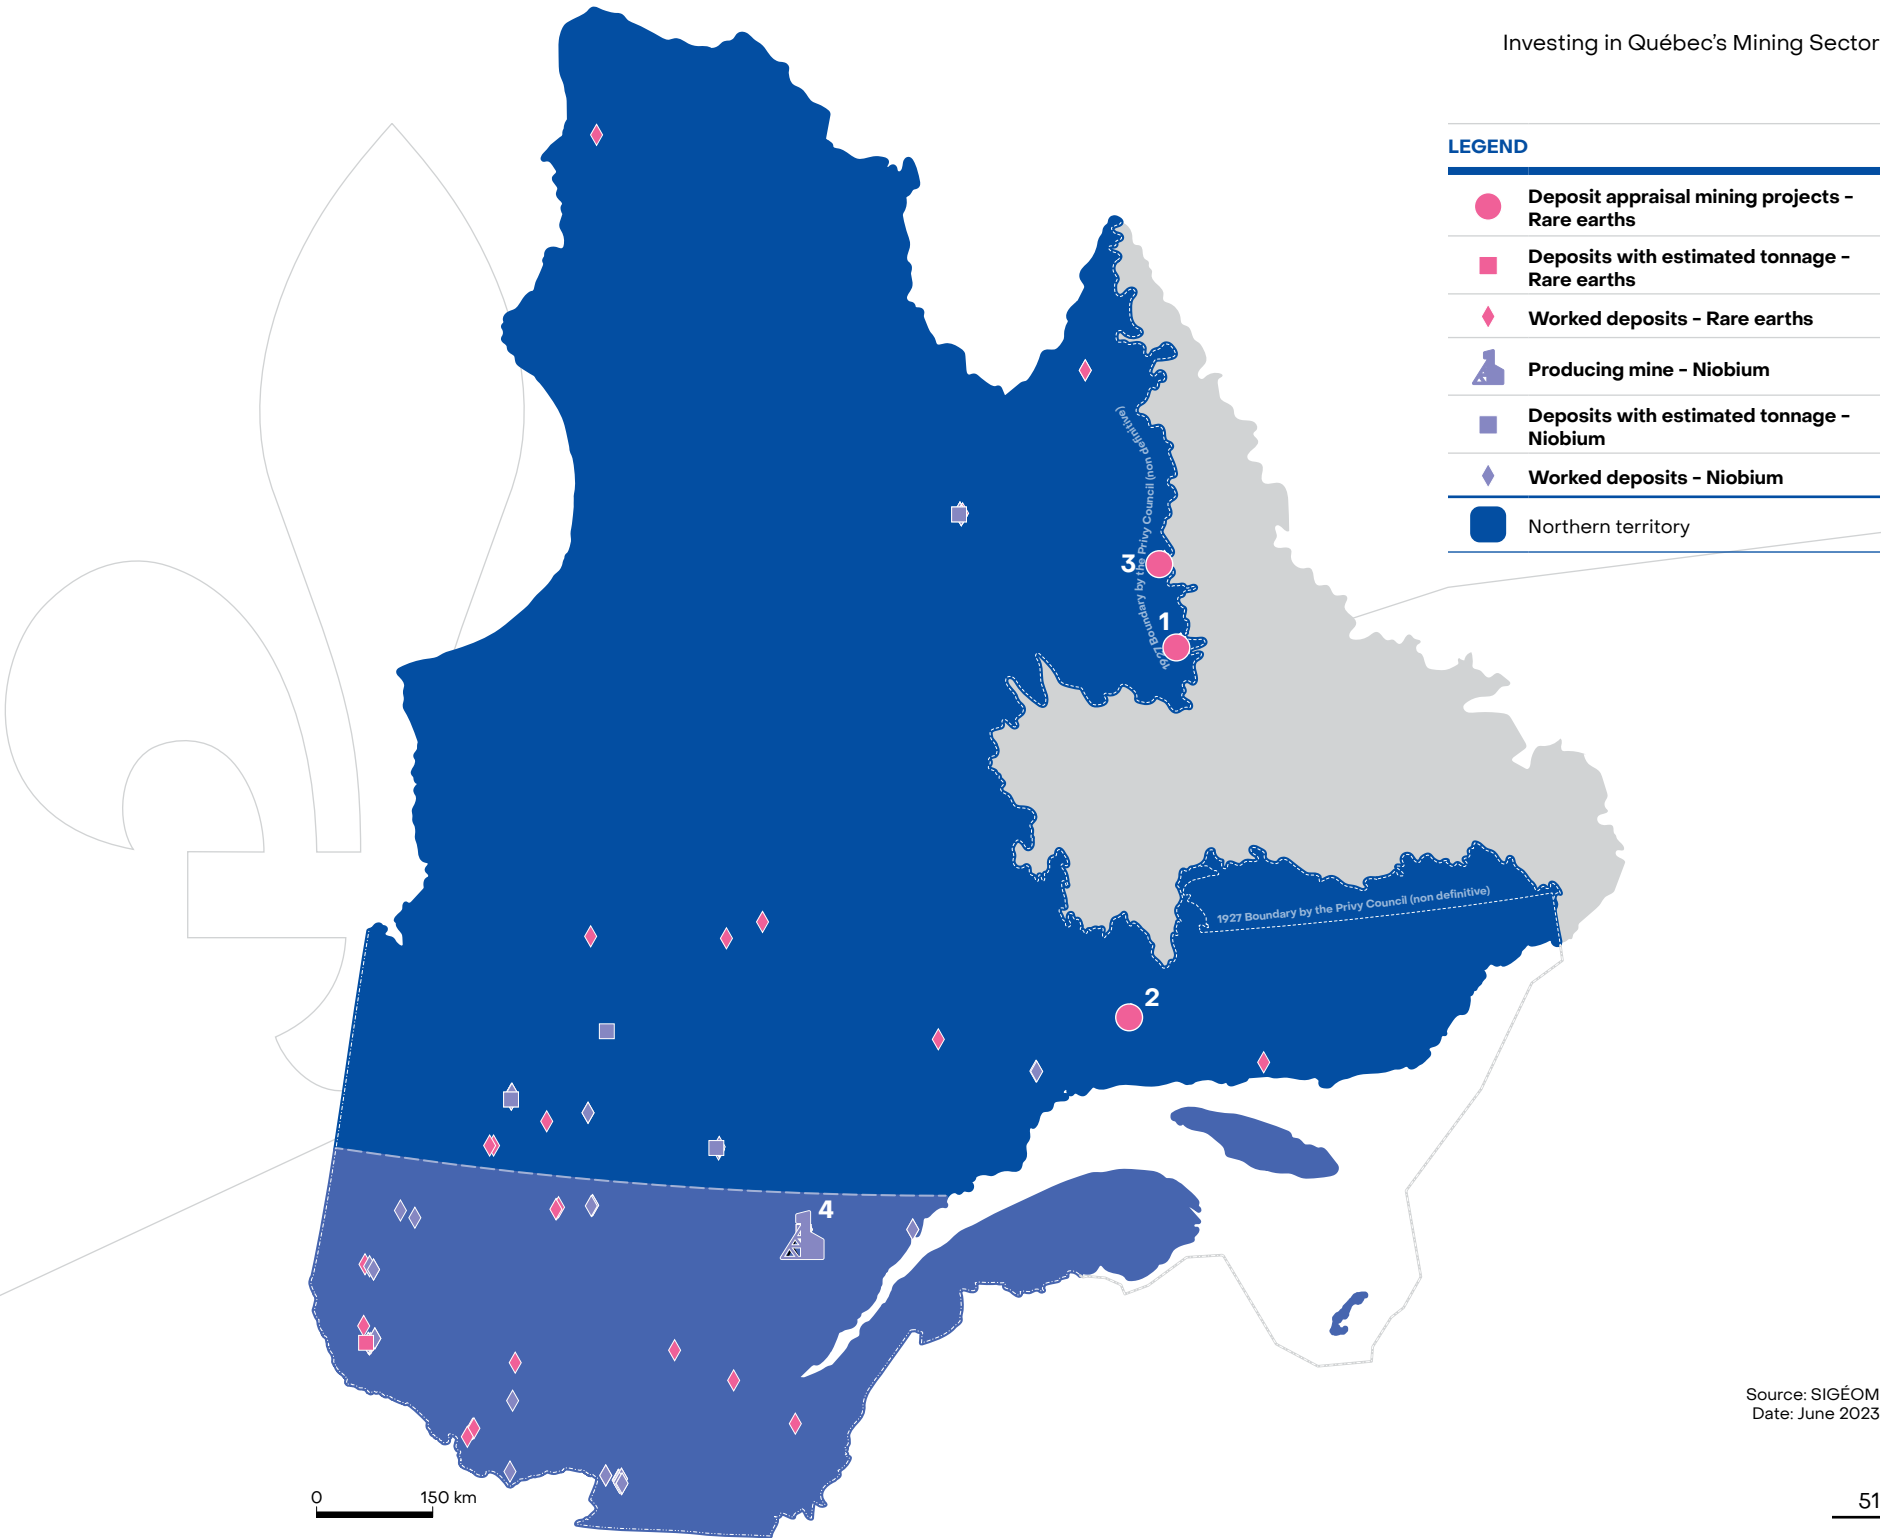 Investing in Québec's Mining Sector
LEGEND
Deposit appraisal mining projects –
Rare earths
Deposits with estimated tonnage –
Rare earths
Worked deposits – Rare earths
Producing mine – Niobium
Deposits with estimated tonnage –
Niobium
Worked deposits – Niobium
Northern territory
1927 Boundary by the Privy Council (non definitive)
3
1
1927 Boundary by the Privy Council (non definitive)
2
4
Source: SIGÉOM
Date: June 2023
0 150 km
51